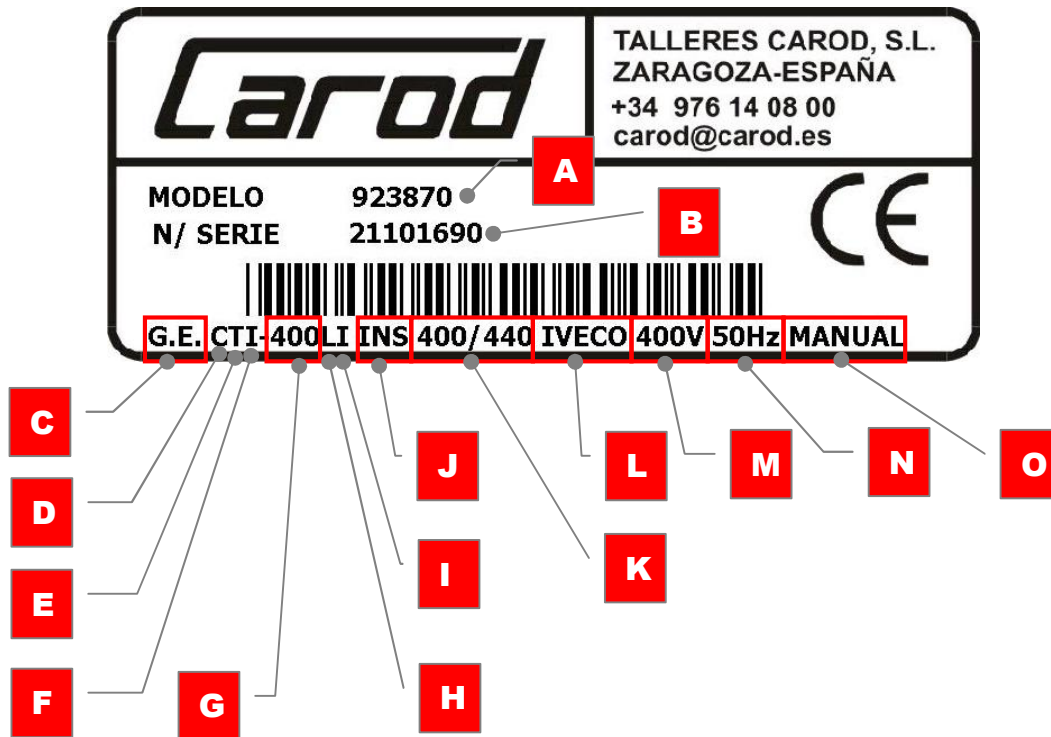 Carod
TALLERES CAROD, S.L.
ZARAGOZA-ESPAÑA
+34 976 14 08 00
carod@carod.es
MODELO 923870
A
N/ SERIE 21101690
B
CE
G.E. CTI-400LI INS 400/440 IVECO 400V 50Hz MANUAL
C
J
L
M
N
O
D
I
K
E
F
G
H